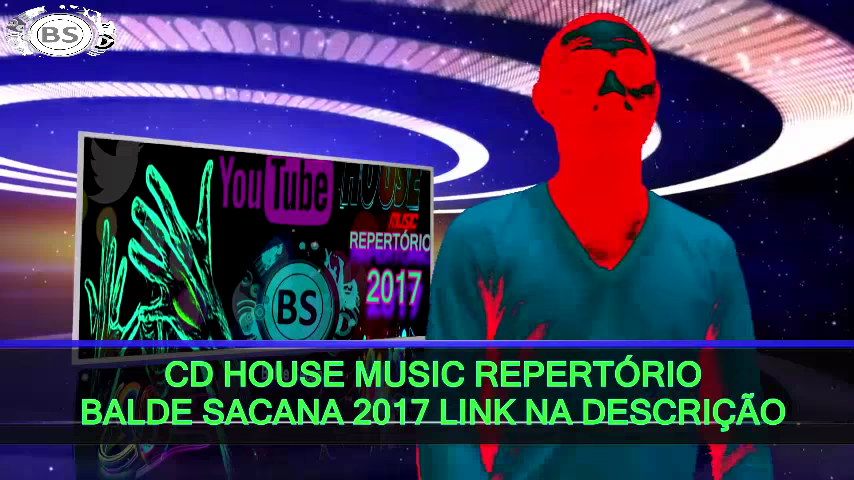 BS
YouTube
HOUSE
MUSIC
REPERTÓRIO
2017
BS
CD HOUSE MUSIC REPERTÓRIO
BALDE SACANA 2017 LINK NA DESCRIÇÃO